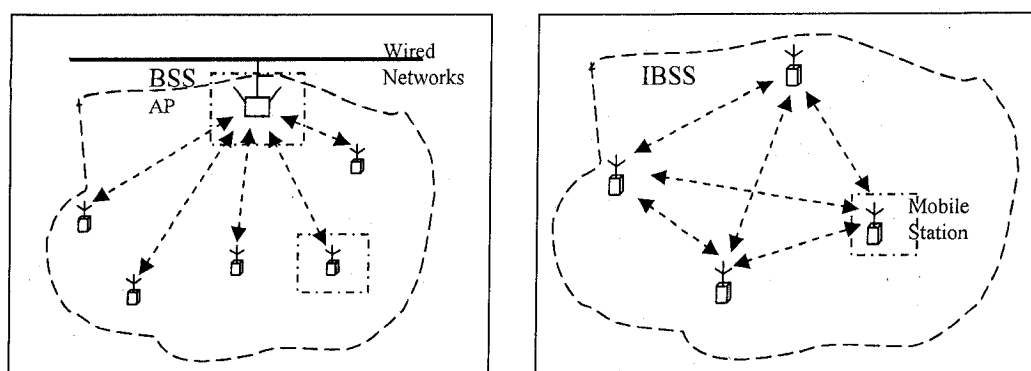 Wired
Networks
BSS
AP
IBSS
Mobile
Station